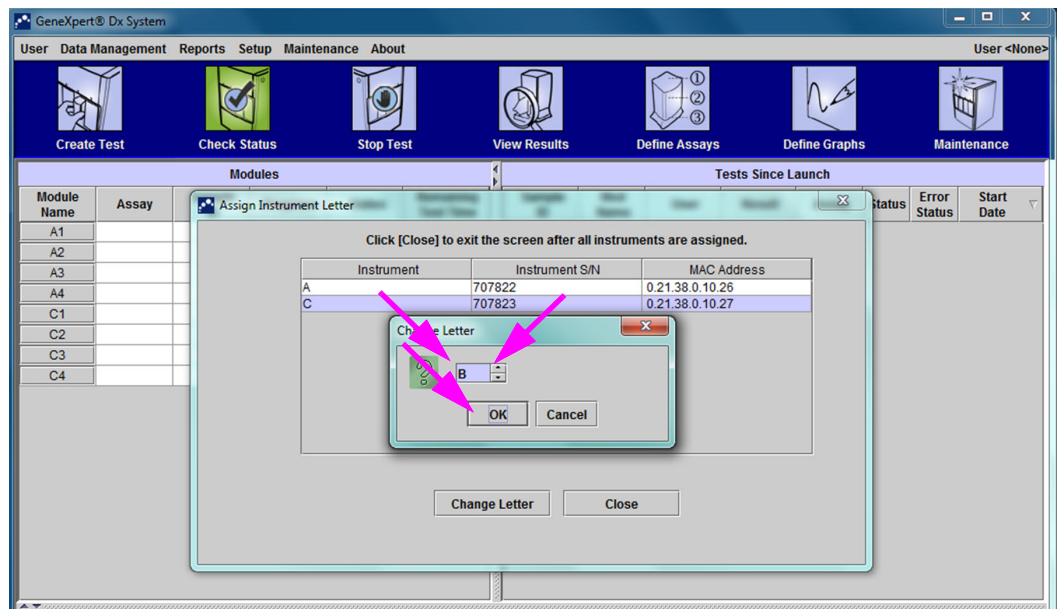 GeneXpert® Dx System
User Data Management Reports Setup Maintenance About User <None>
Create Test Check Status Stop Test View Results Define Assays Define Graphs Maintenance
Modules Tests Since Launch
Module Name Assay Status Error Status Start Date
Assign Instrument Letter
Click [Close] to exit the screen after all instruments are assigned.
Instrument Instrument S/N MAC Address
A 707822 0.21.38.0.10.26
C 707823 0.21.38.0.10.27
A1
A2
A3
A4
C1
C2
C3
C4
Letter
B
OK Cancel
Change Letter Close